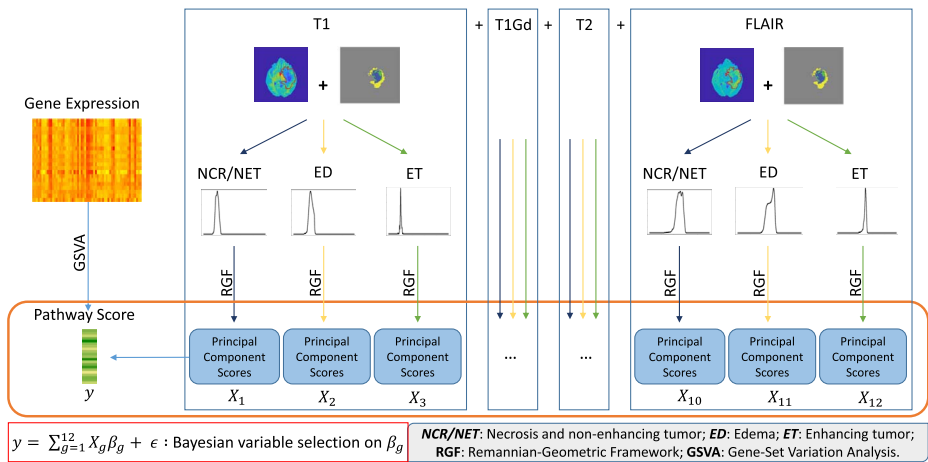 T1 + T1Gd + T2 + FLAIR
+ +
Gene Expression
NCR/NET ED ET NCR/NET ED ET
GSVA
RGF RGF RGF RGF RGF RGF
Pathway Score
Principal Component Scores Principal Component Scores Principal Component Scores ... ... Principal Component Scores Principal Component Scores Principal Component Scores
y X₁ X₂ X₃ X₁₀ X₁₁ X₁₂
y = ∑¹²g=1 Xgβg + ϵ : Bayesian variable selection on βg
NCR/NET: Necrosis and non-enhancing tumor; ED: Edema; ET: Enhancing tumor;
RGF: Remannian-Geometric Framework; GSVA: Gene-Set Variation Analysis.